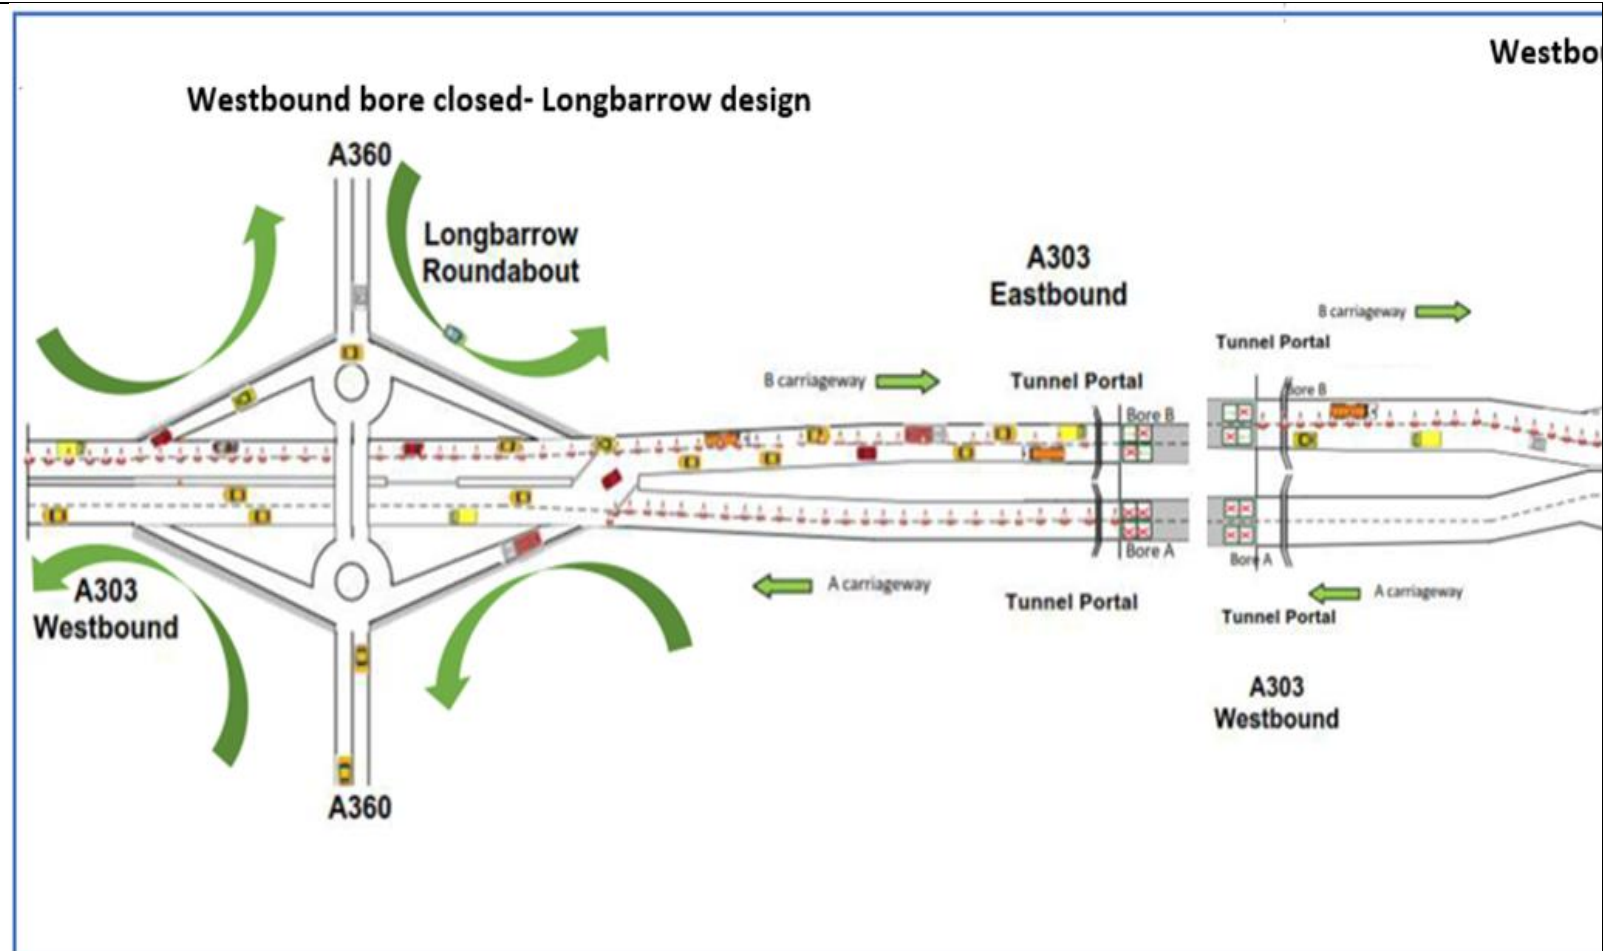 Westbou
Westbound bore closed- Longbarrow design
A360
Longbarrow
Roundabout
A303
Eastbound
B carriageway
Tunnel Portal
B carriageway
Tunnel Portal
Bore B
Bore B
Bore A
Bore A
A carriageway
Tunnel Portal
A carriageway
Tunnel Portal
A303
Westbound
A303
Westbound
A360